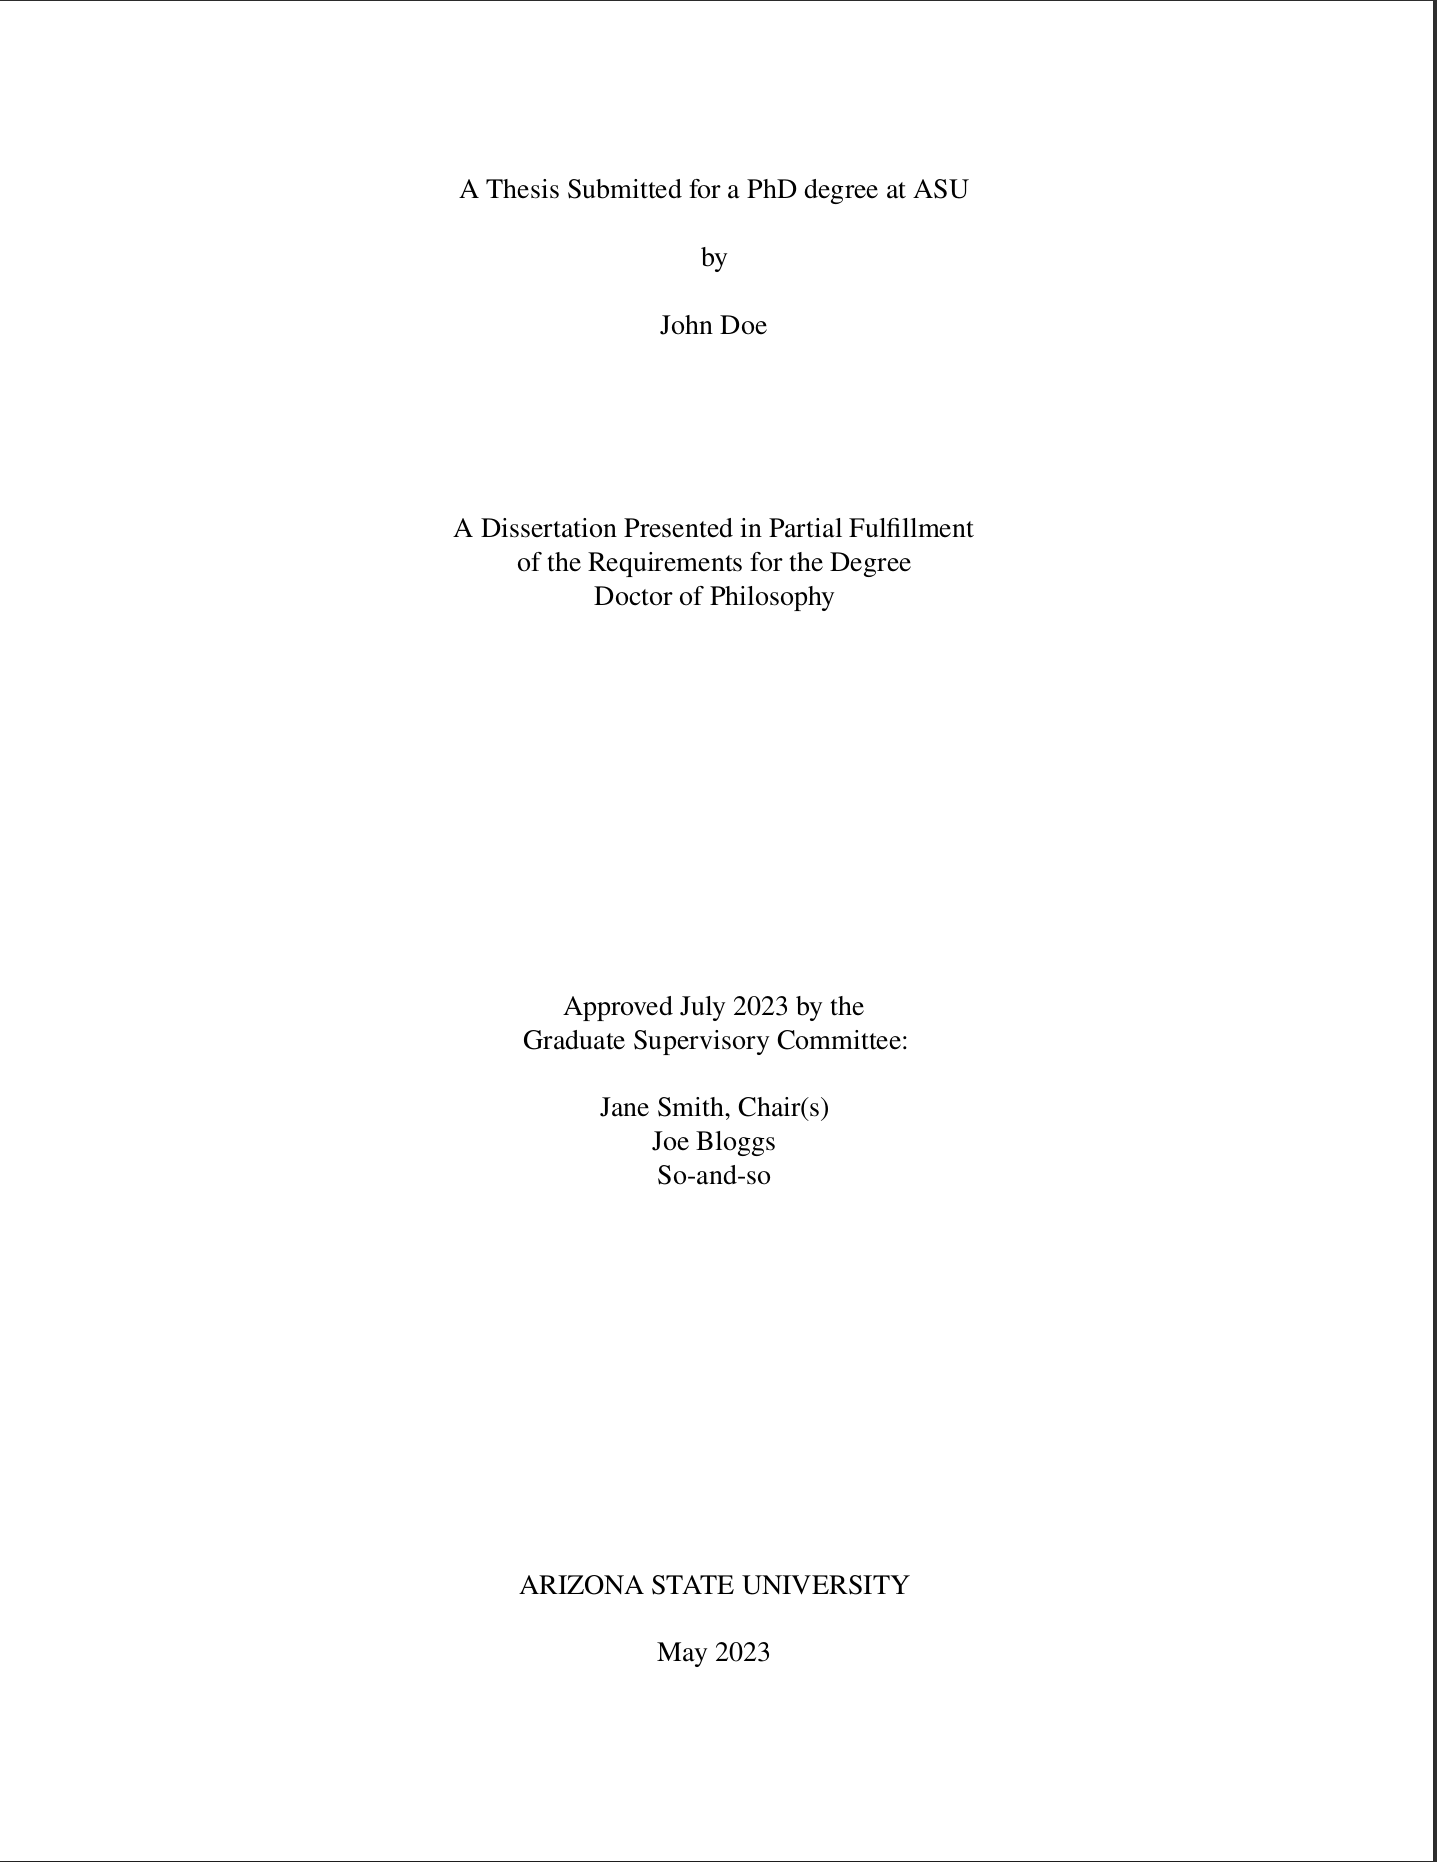 A Thesis Submitted for a PhD degree at ASU
by
John Doe
A Dissertation Presented in Partial Fulfillment
of the Requirements for the Degree
Doctor of Philosophy
Approved July 2023 by the
Graduate Supervisory Committee:
Jane Smith, Chair(s)
Joe Bloggs
So-and-so
ARIZONA STATE UNIVERSITY
May 2023